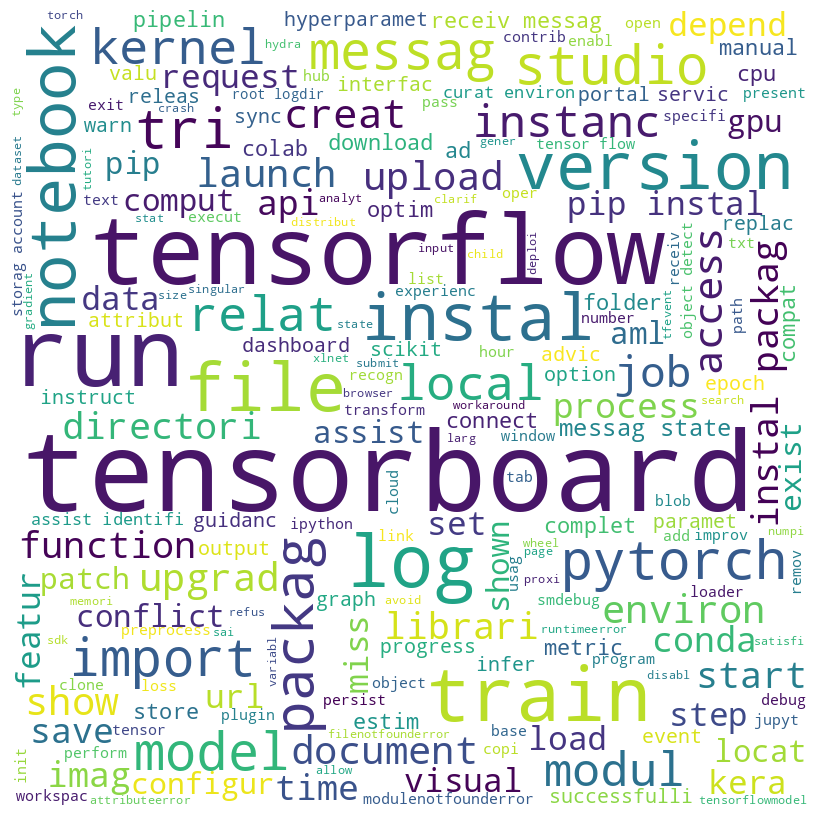 torch
pipelin
hyperparamet
receiv messag
open
depend
kernel
hydra
messag
contrib
enabl
studio
manual
notebook
valu
request
hub
interfac
curat environ
portal
servic
cpu
type
exit
releas
root logdir
pass
present
warn
crash
sync
tri
creat
instanc
specifi
gpu
colab
download
gener
tensor flow
version
tutori
pip
launch
upload
ad
dataset
text
comput
api
analyt
clarif
oper
pip instal
stat
execut
optim
replac
storag account
distribut
input
child
deploi
receiv
txt
tensorflow
access
packag
compat
gradient
data
size
singular
list
experienc
folder
object detect
path
attribut
relat
state
instal
number
tfevent
aml
run
dashboard
xlnet
scikit
hour
advic
file
recogn
submit
option
job
epoch
instruct
browser
local
search
transform
workaround
process
directori
assist
connect
larg
window
messag state
exist
tensorboard
cloud
tab
blob
instal packag
assist identifi
guidanc
ipython
set
complet
paramet
numpi
function
output
link
wheel
add
improv
page
usag
shown
log
pytorch
remov
patch
upgrad
packag
proxi
loader
featur
graph
smdebug
environ
memori
conflict
refus
avoid
librari
miss
conda
preprocess
runtimeerror
metric
satisfi
sdk
sai
variabl
progress
infer
program
import
object
disabl
start
clone
loss
train
show
url
persist
debug
save
store
plugin
estim
base
step
jupyt
tensor
filenotfounderror
load
event
init
perform
model
document
copi
modul
locat
imag
allow
configur
time
visual
kera
workspac
attributeerror
modulenotfounderror
successfulli
tensorflowmodel